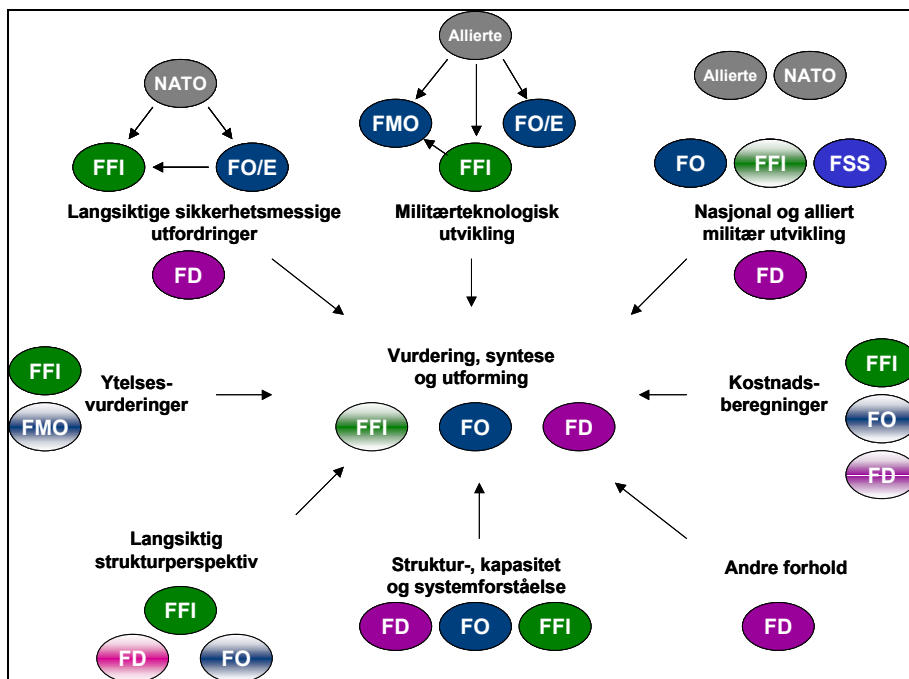 NATO
FFI
FO/E
Langsiktige sikkerhetsmessige
utfordringer
FD
Allierte
FMO
FO/E
FFI
Militærteknologisk
utvikling
Allierte
NATO
FO
FFI
FSS
Nasjonal og alliert
militær utvikling
FD
FFI
Ytelses-
vurderinger
FMO
Vurdering, syntese
og utforming
FFI
FO
FD
FFI
Kostnads-
beregninger
FO
FD
Langsiktig
strukturperspektiv
FFI
FD
FO
Struktur-, kapasitet
og systemforståelse
FD
FO
FFI
Andre forhold
FD